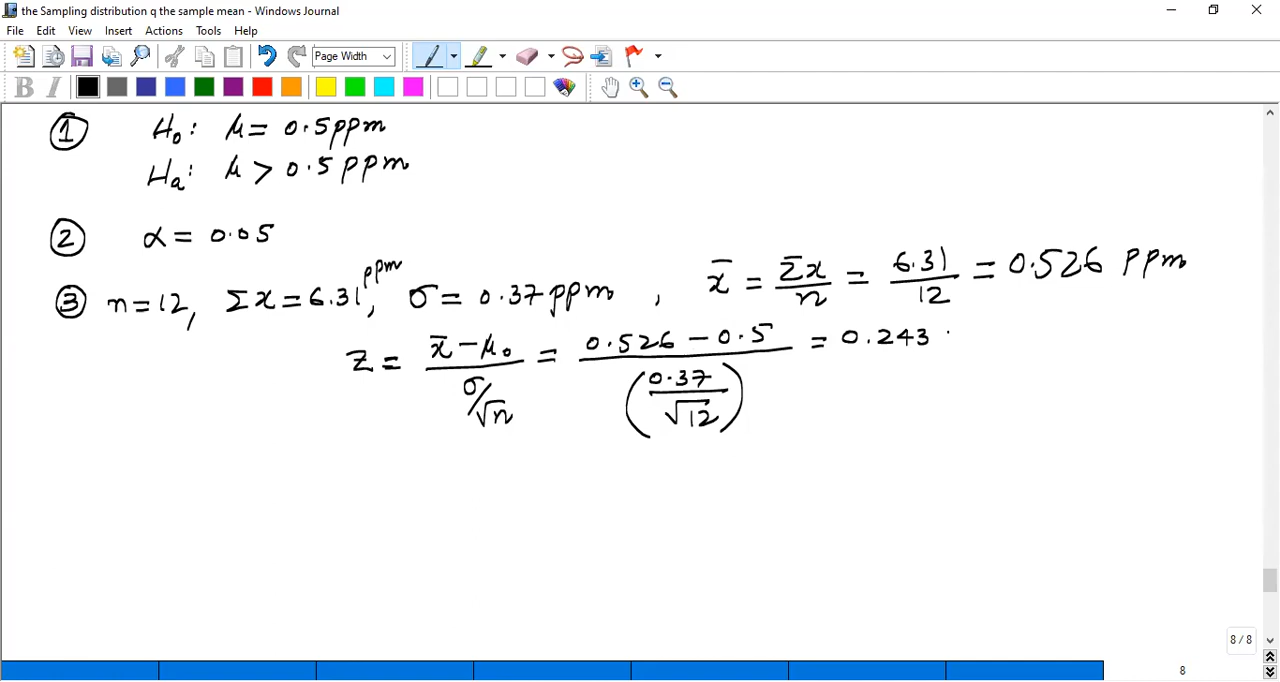 the Sampling distribution q the sample mean - Windows Journal
File Edit View Insert Actions Tools Help
Page Width
B I
① H₀: μ = 0.5ppm
Hₐ: μ > 0.5 ppm
② α = 0.05
③ n=12, Σx = 6.31 ppm, σ = 0.37 ppm , x̄ = Σx/n = 6.31/12 = 0.526 ppm
z = (x̄ − μ₀)/(σ/√n) = (0.526 − 0.5)/(0.37/√12) = 0.243 .
8 / 8
8